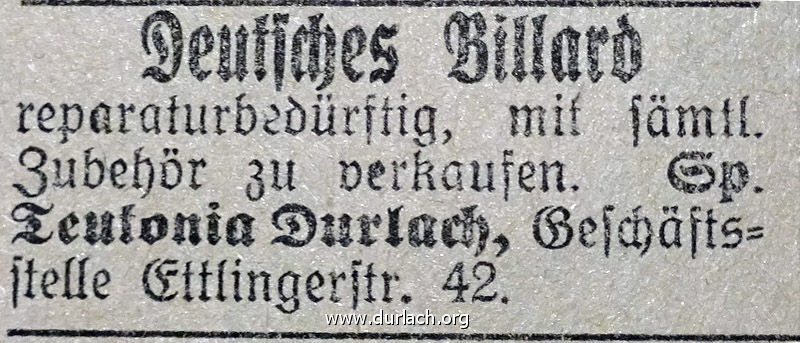 Deutsches Billard
reparaturbedürftig, mit sämtl.
Zubehör zu verkaufen. Sp.
Teutonia Durlach, Geschäfts=
stelle Ettlingerstr. 42.
www.durlach.org